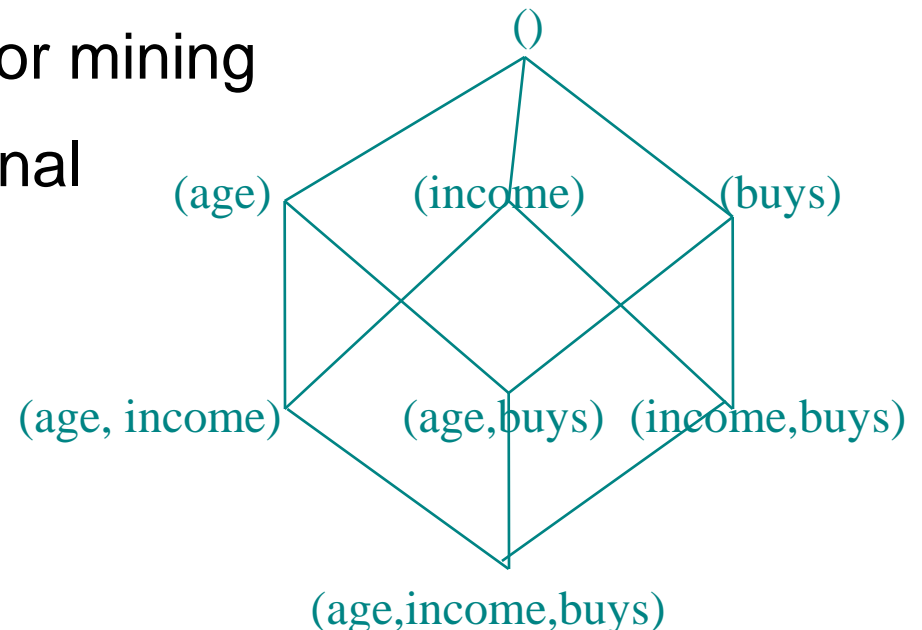 or mining
nal
()
(age) (income) (buys)
(age, income) (age,buys) (income,buys)
(age,income,buys)